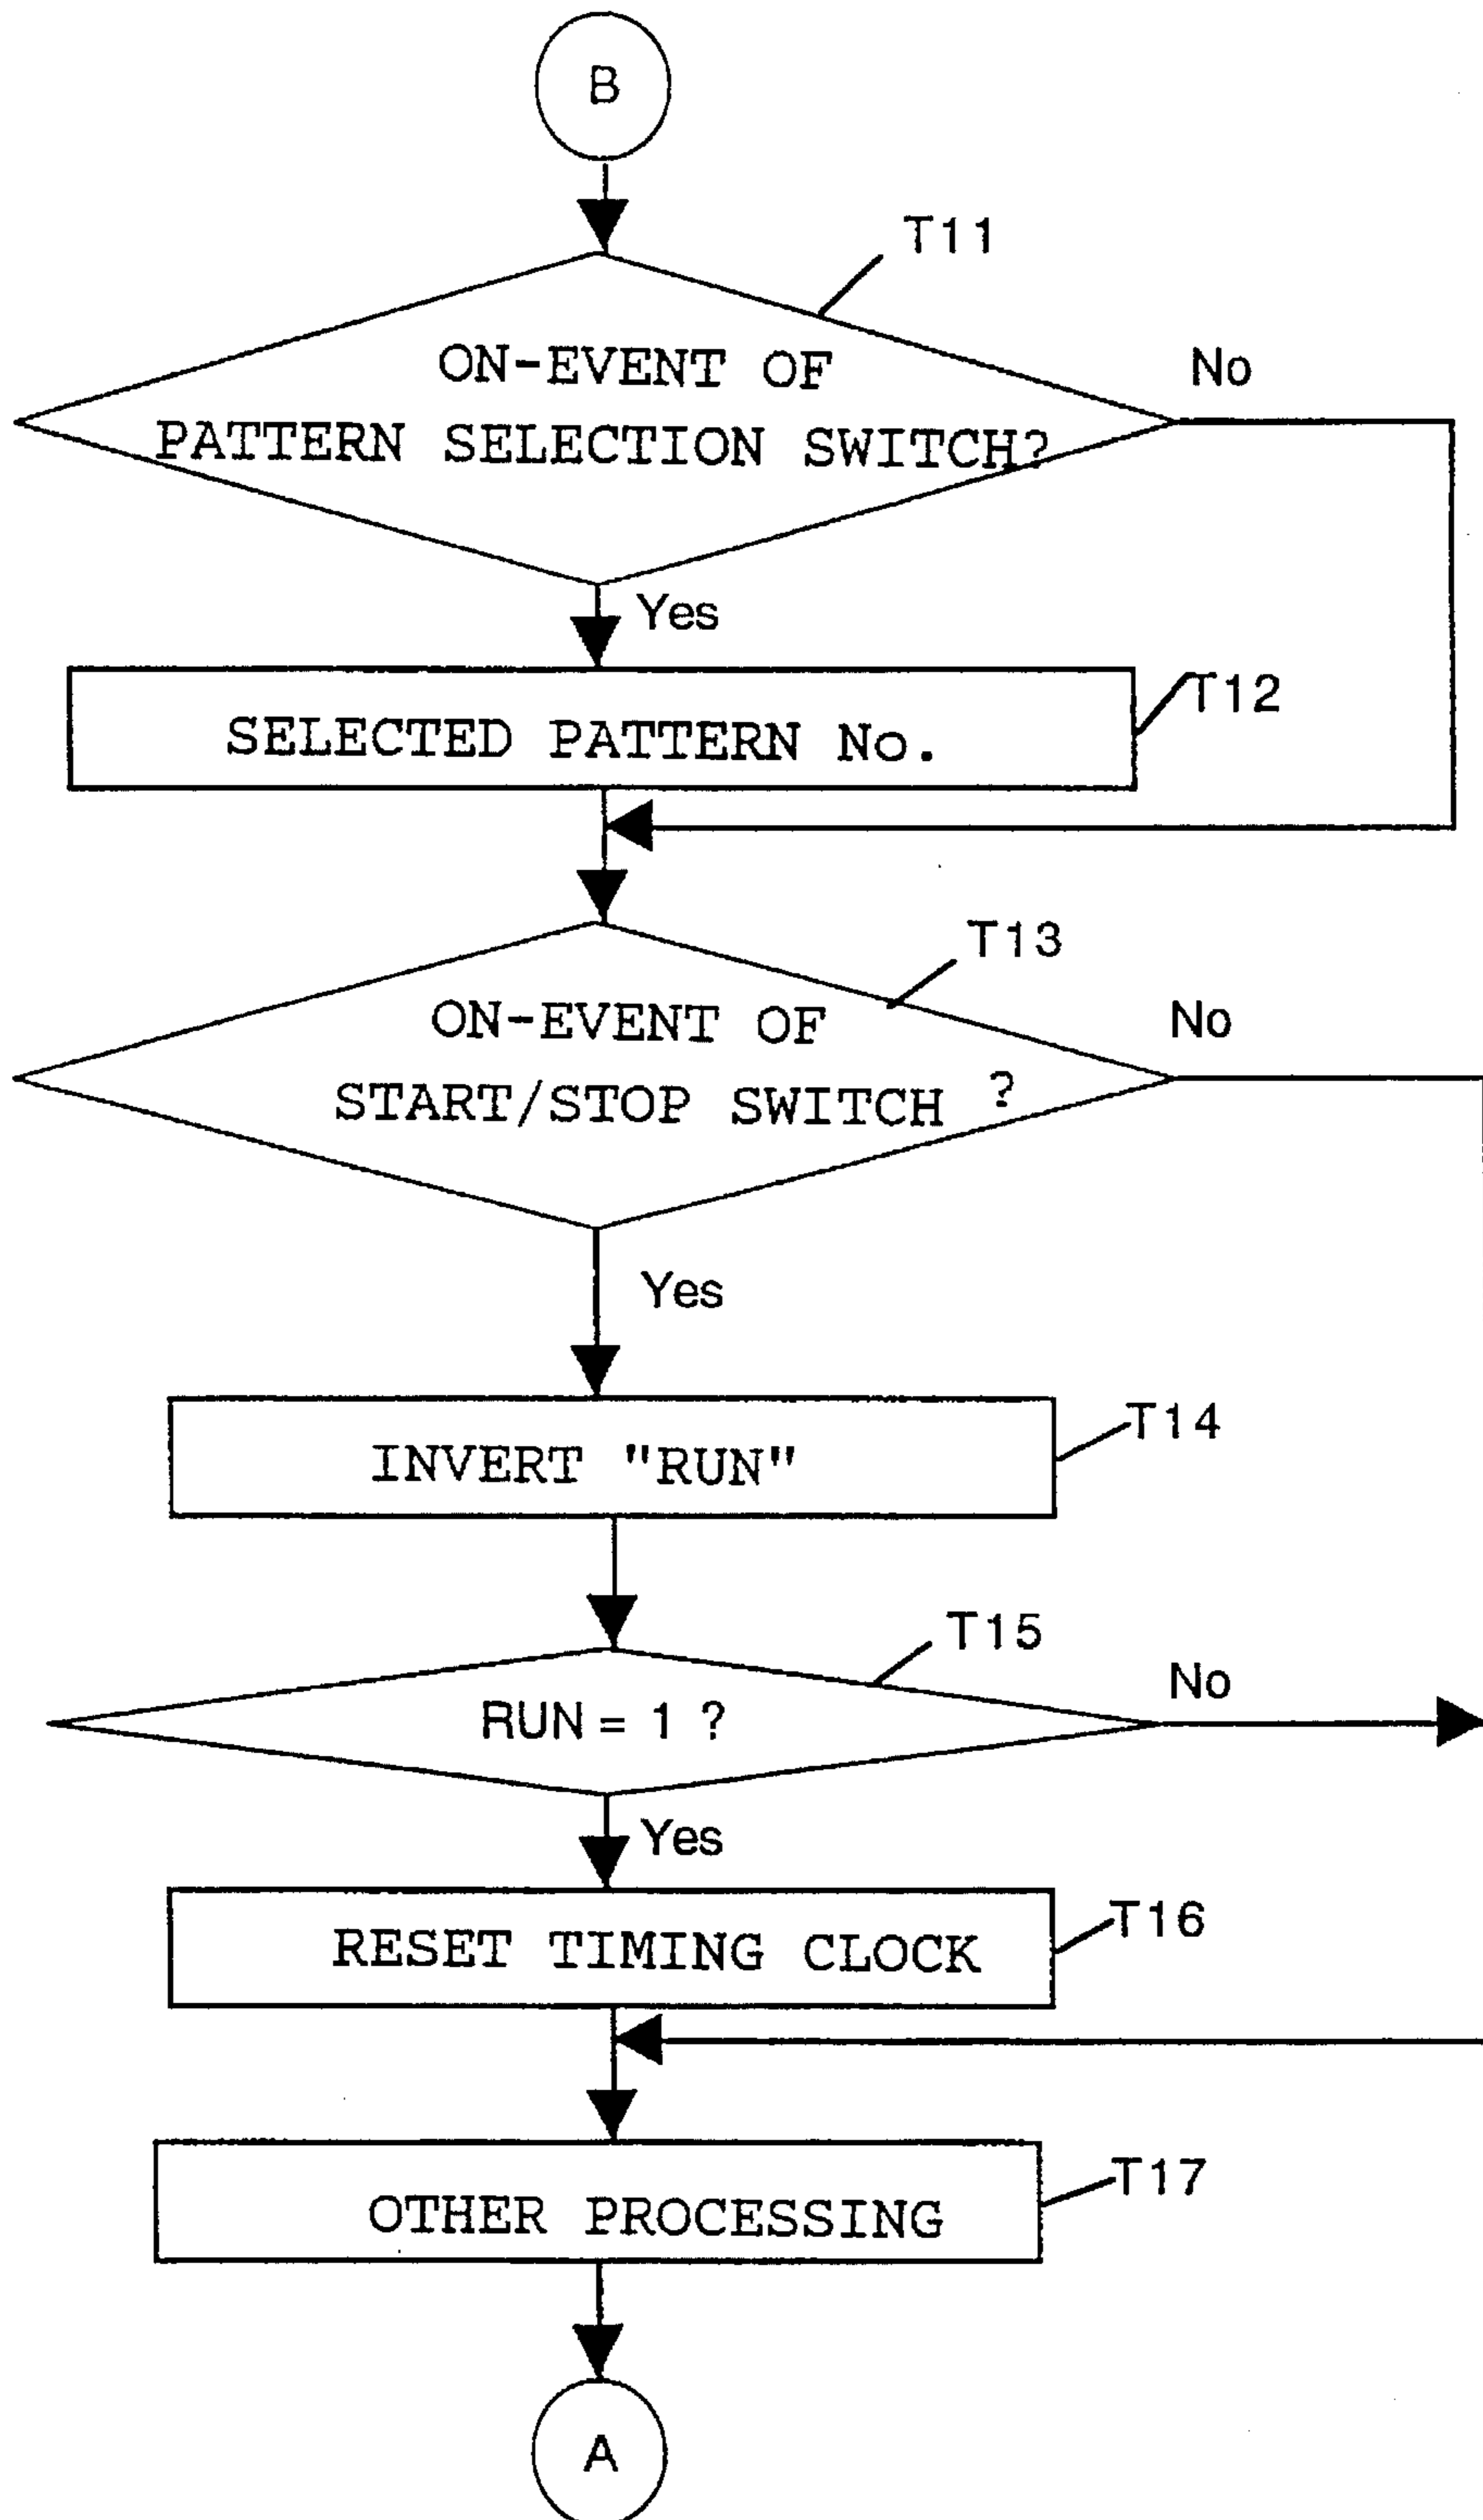 B
T11
ON-EVENT OF
PATTERN SELECTION SWITCH?
No
Yes
T12
SELECTED PATTERN No.
T13
ON-EVENT OF
START/STOP SWITCH ?
No
Yes
T14
INVERT "RUN"
T15
RUN = 1 ?
No
Yes
T16
RESET TIMING CLOCK
T17
OTHER PROCESSING
A